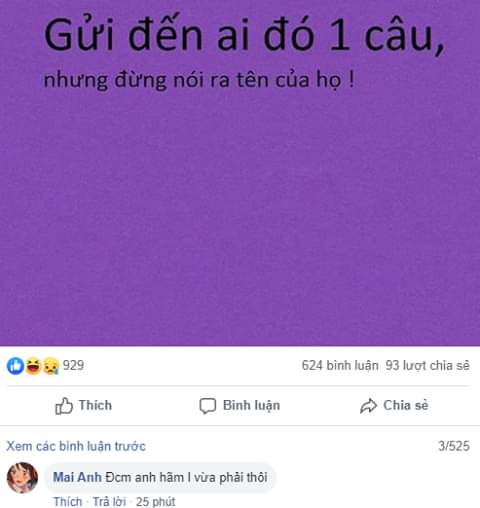 Gửi đến ai đó 1 câu,
nhưng đừng nói ra tên của họ !
929 624 bình luận 93 lượt chia sẻ
Thích Bình luận Chia sẻ
Xem các bình luận trước 3/525
Mai Anh Đcm anh hãm l vừa phải thôi
Thích · Trả lời · 25 phút